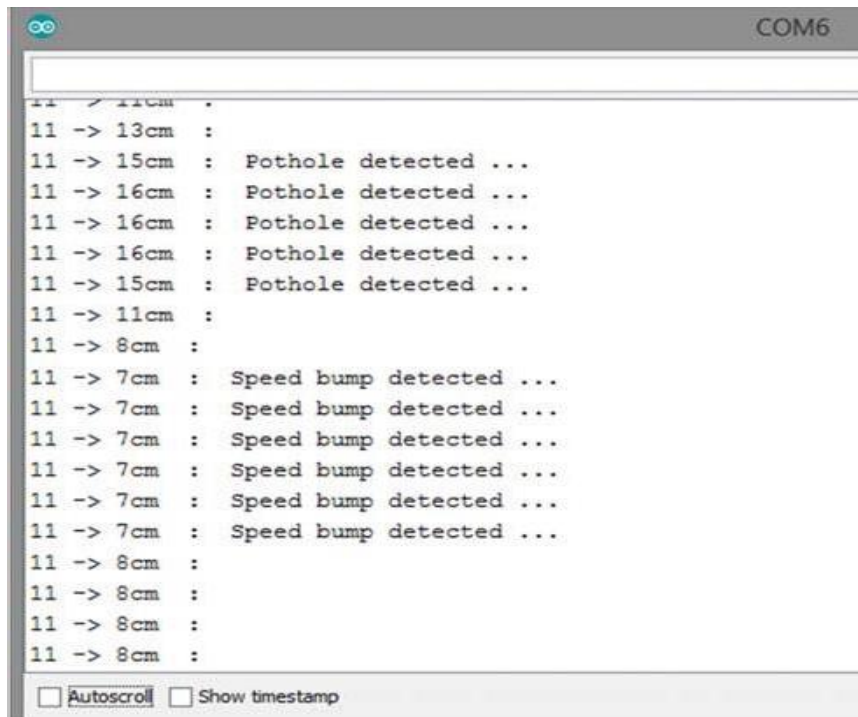 COM6
11 -> 11cm :
11 -> 13cm :
11 -> 15cm : Pothole detected ...
11 -> 16cm : Pothole detected ...
11 -> 16cm : Pothole detected ...
11 -> 16cm : Pothole detected ...
11 -> 15cm : Pothole detected ...
11 -> 11cm :
11 -> 8cm :
11 -> 7cm : Speed bump detected ...
11 -> 7cm : Speed bump detected ...
11 -> 7cm : Speed bump detected ...
11 -> 7cm : Speed bump detected ...
11 -> 7cm : Speed bump detected ...
11 -> 7cm : Speed bump detected ...
11 -> 8cm :
11 -> 8cm :
11 -> 8cm :
11 -> 8cm :
Autoscroll Show timestamp